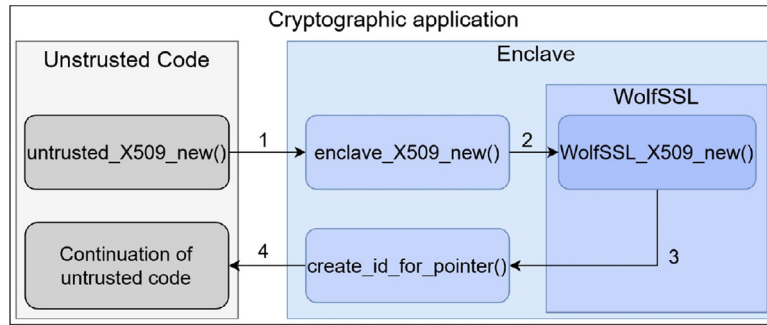 Cryptographic application
Unstrusted Code
Enclave
WolfSSL
untrusted_X509_new()
1
enclave_X509_new()
2
WolfSSL_X509_new()
Continuation of
untrusted code
4
create_id_for_pointer()
3